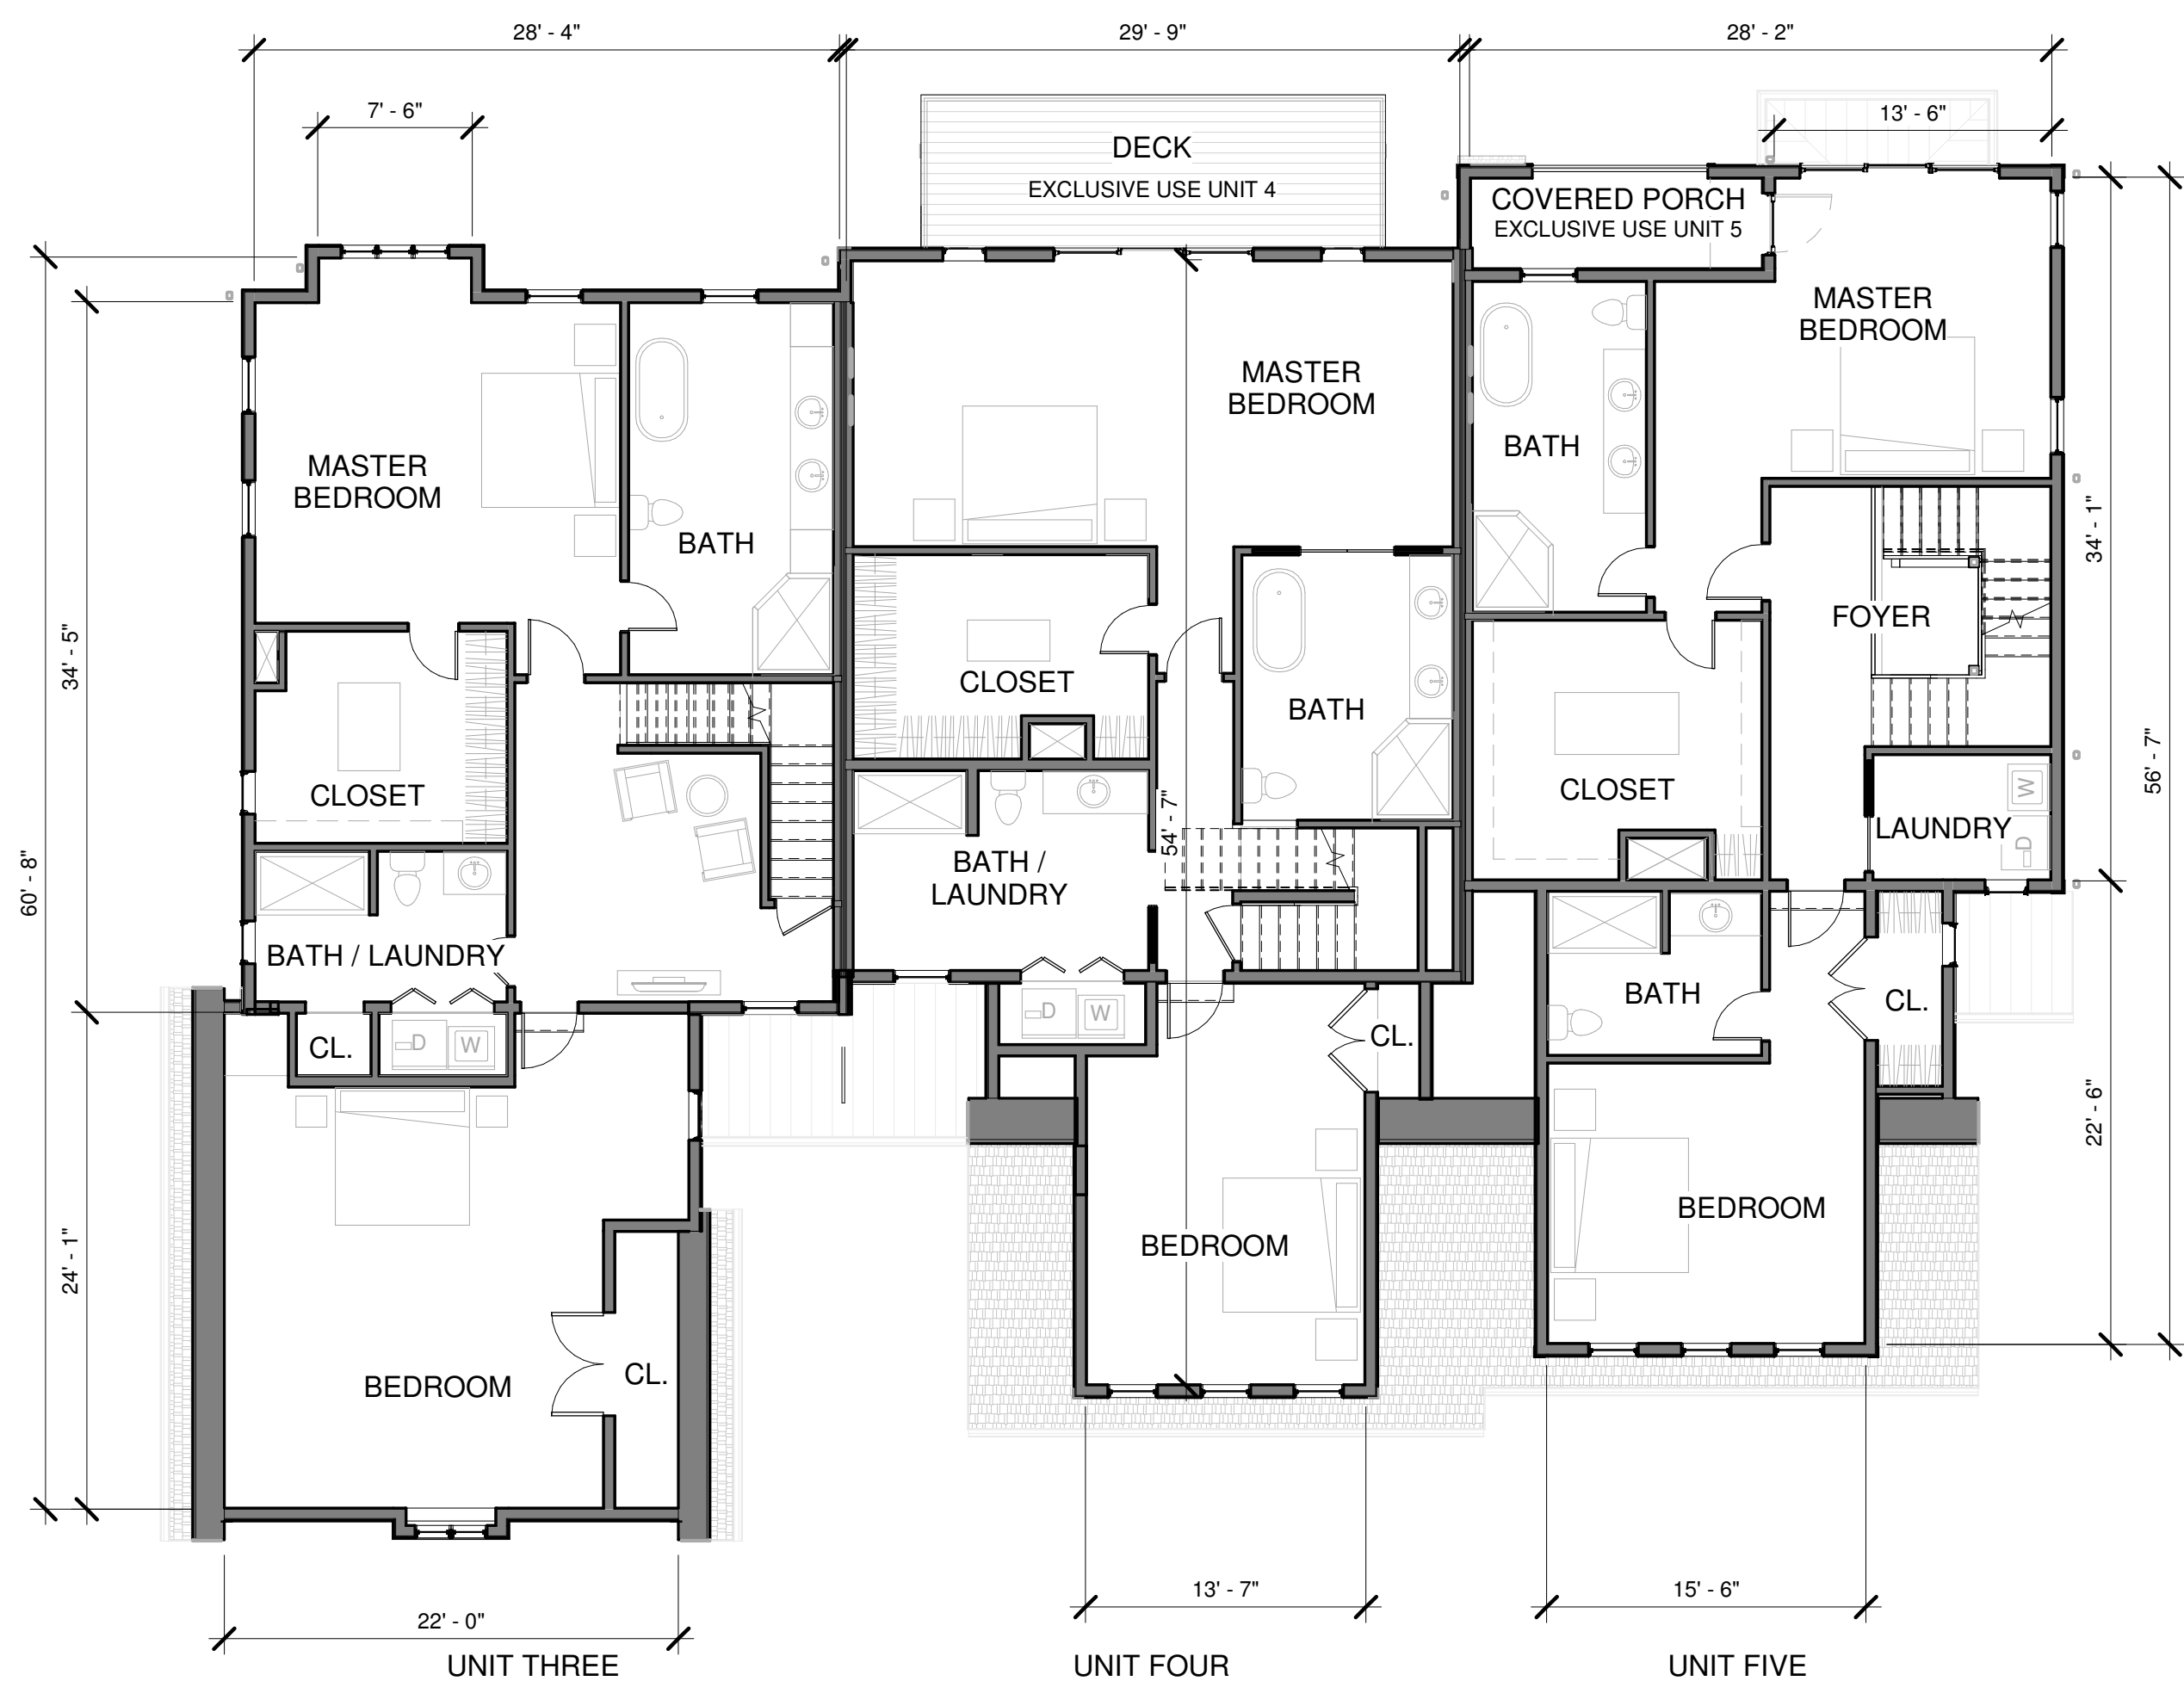 28' - 4"
29' - 9"
28' - 2"
7' - 6"
13' - 6"
DECK
EXCLUSIVE USE UNIT 4
COVERED PORCH
EXCLUSIVE USE UNIT 5
MASTER
BEDROOM
MASTER
BEDROOM
MASTER
BEDROOM
BATH
BATH
BATH
34' - 1"
FOYER
34' - 5"
CLOSET
CLOSET
CLOSET
56' - 7"
W
D
LAUNDRY
54' - 7"
60' - 8"
BATH /
LAUNDRY
BATH / LAUNDRY
BATH
CL.
CL.
D
W
CL.
D
W
22' - 6"
24' - 1"
BEDROOM
BEDROOM
BEDROOM
CL.
13' - 7"
15' - 6"
22' - 0"
UNIT THREE
UNIT FOUR
UNIT FIVE